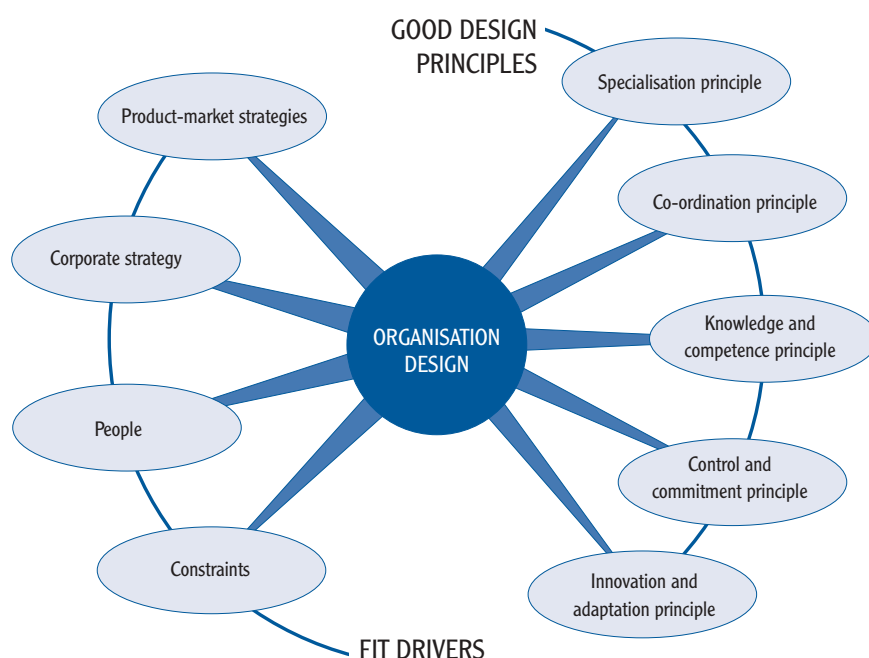 GOOD DESIGN
PRINCIPLES
Specialisation principle
Product-market strategies
Co-ordination principle
Corporate strategy
ORGANISATION
DESIGN
Knowledge and
competence principle
People
Control and
commitment principle
Constraints
Innovation and
adaptation principle
FIT DRIVERS